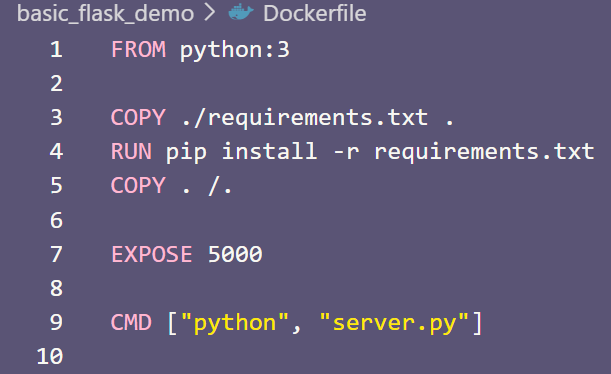 basic_flask_demo > Dockerfile
1 FROM python:3
2
3 COPY ./requirements.txt .
4 RUN pip install -r requirements.txt
5 COPY . /.
6
7 EXPOSE 5000
8
9 CMD ["python", "server.py"]
10